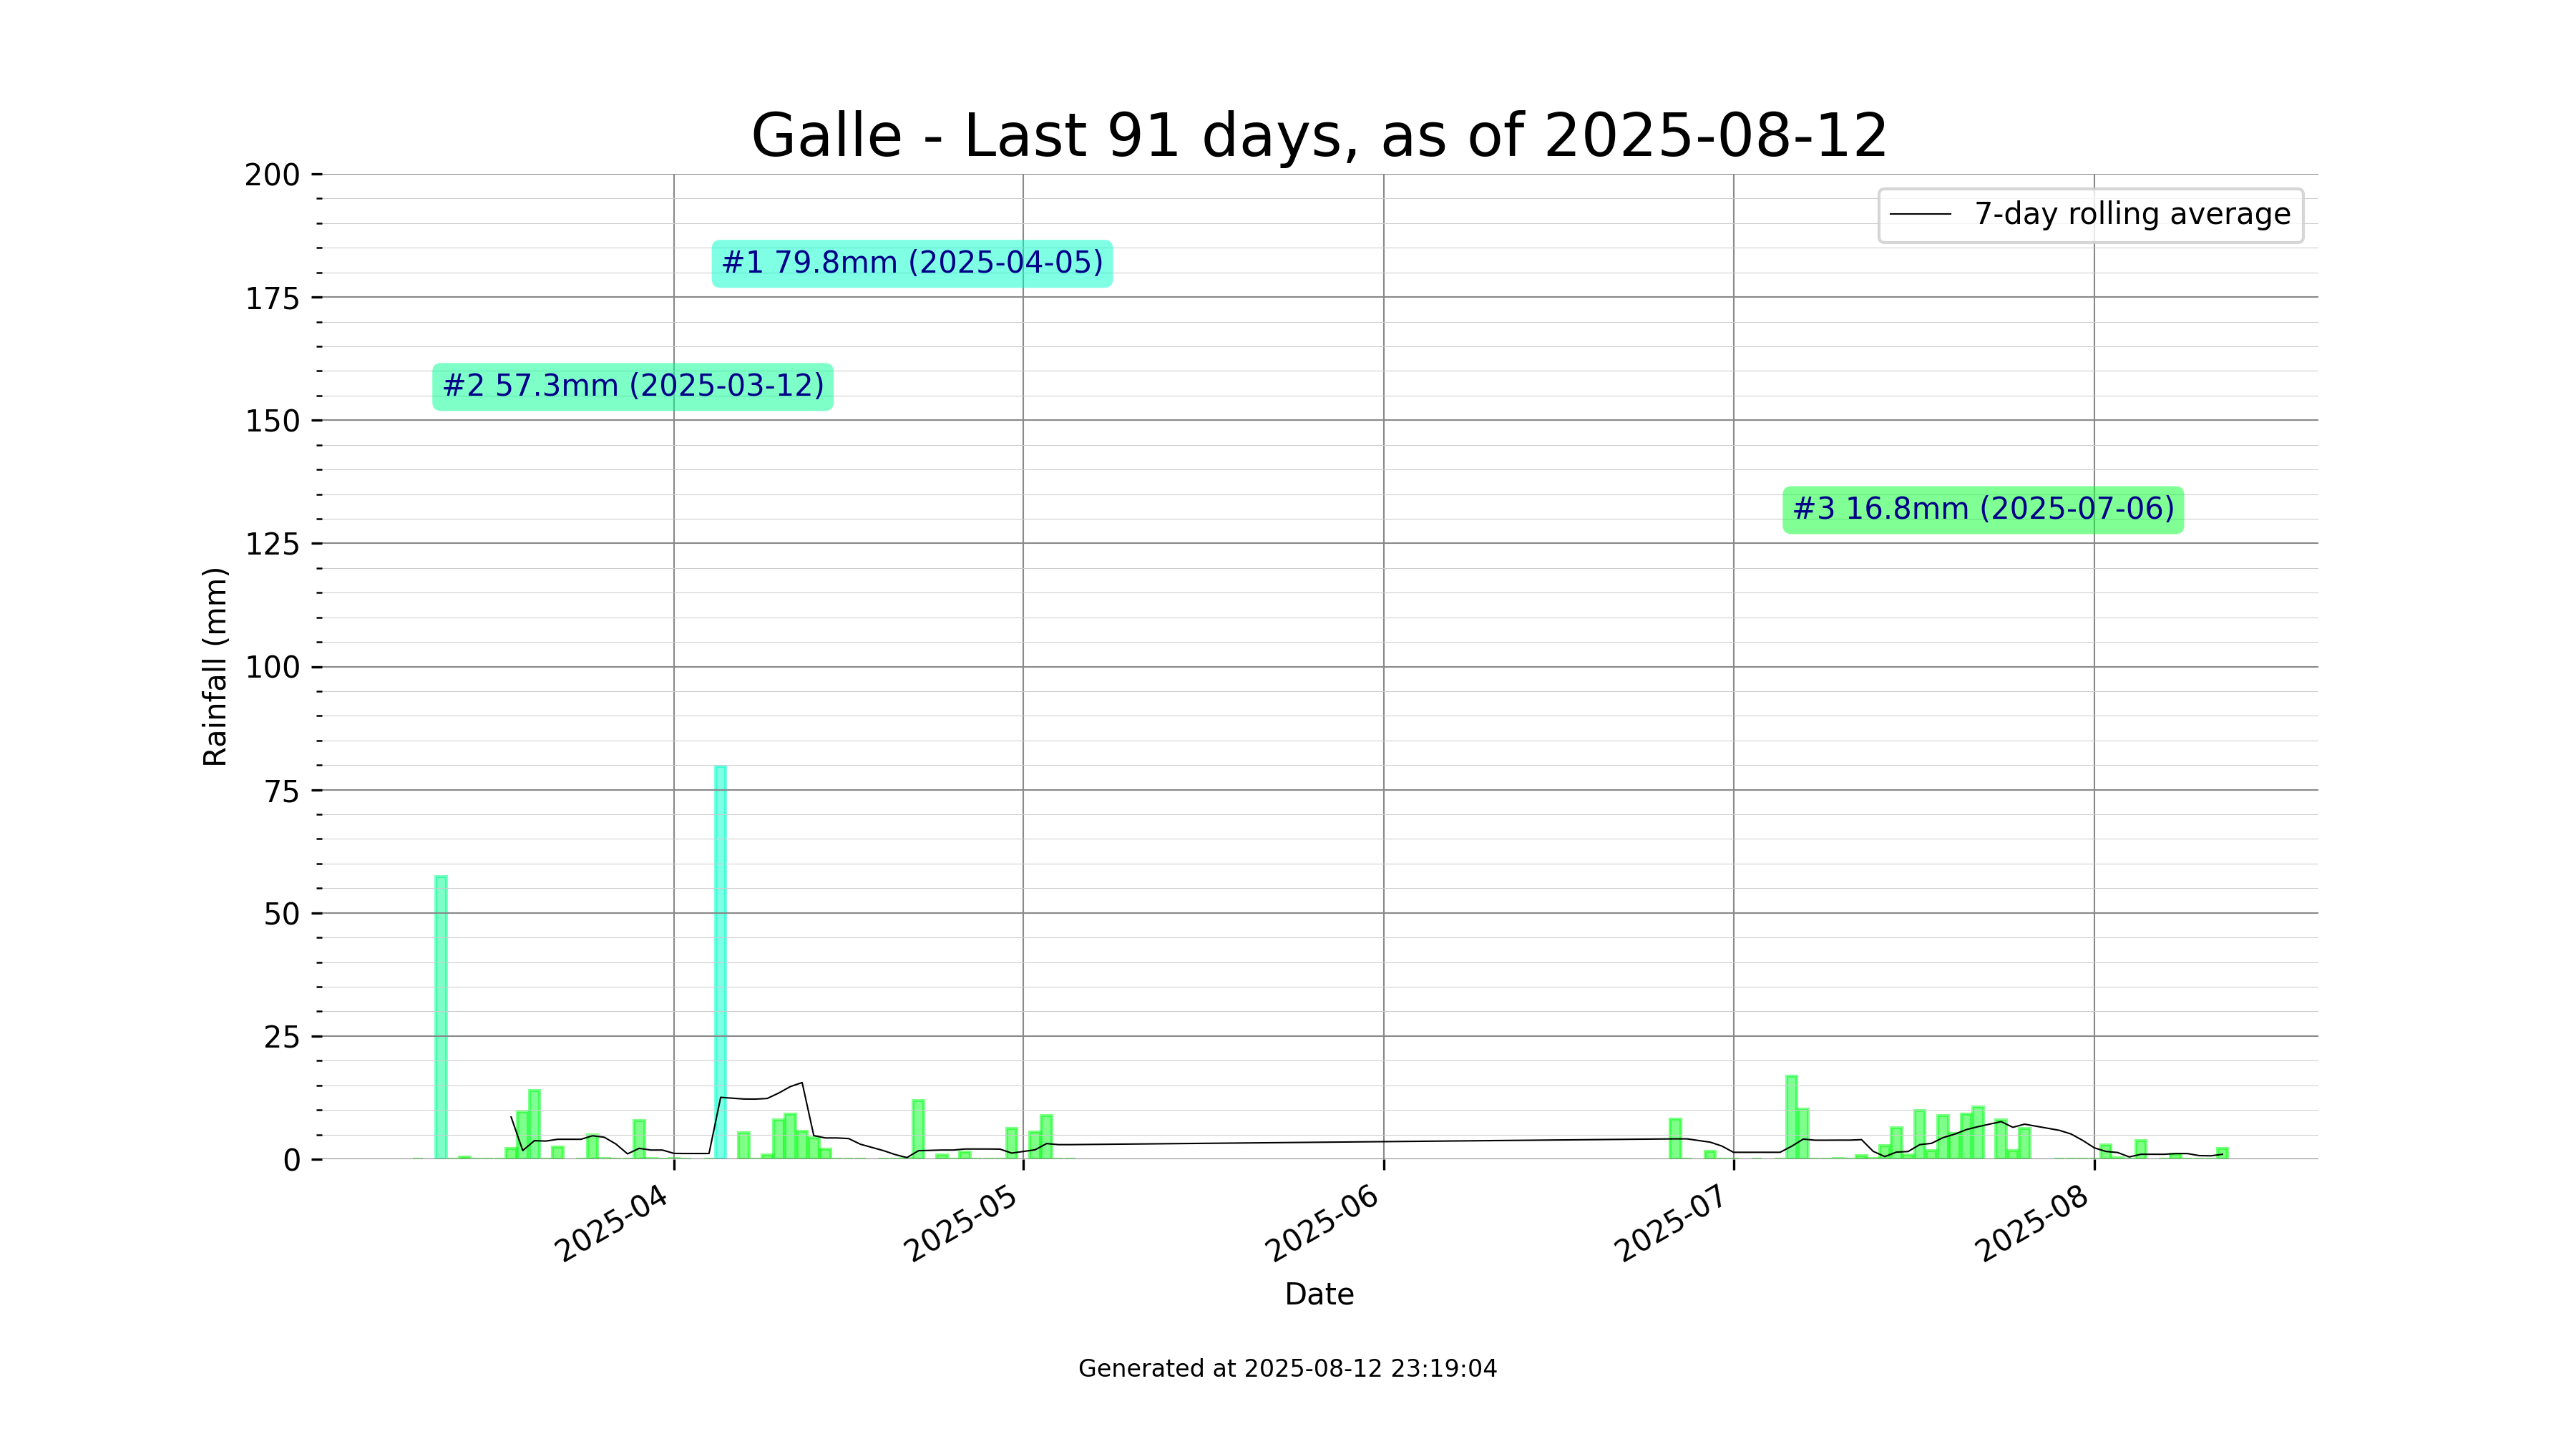 Galle - Last 91 days, as of 2025-08-12
200
175
150
125
100
75
50
25
0
Rainfall (mm)
7-day rolling average
#1 79.8mm (2025-04-05)
#2 57.3mm (2025-03-12)
#3 16.8mm (2025-07-06)
2025-04
2025-05
2025-06
2025-07
2025-08
Date
Generated at 2025-08-12 23:19:04